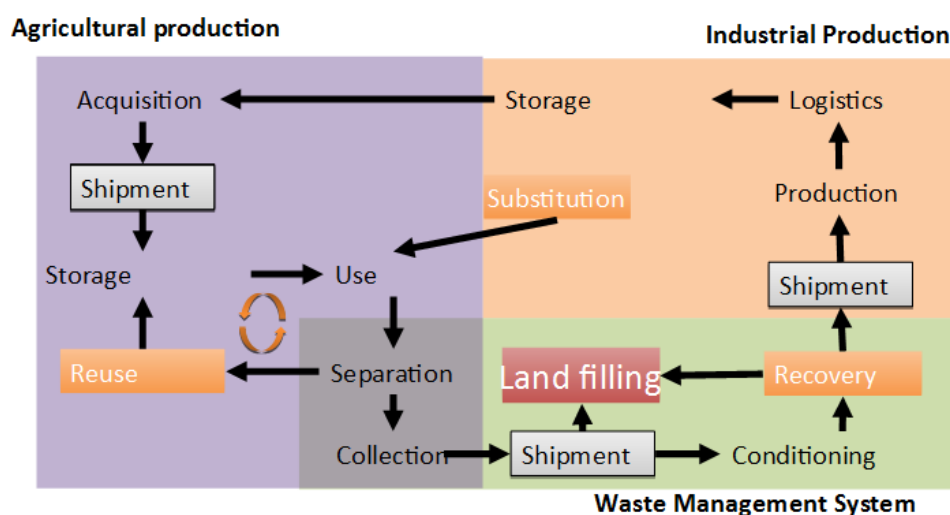 Agricultural production
Industrial Production
Acquisition
Storage
Logistics
Shipment
Substitution
Production
Storage
Use
Shipment
Reuse
Separation
Land filling
Recovery
Collection
Shipment
Conditioning
Waste Management System